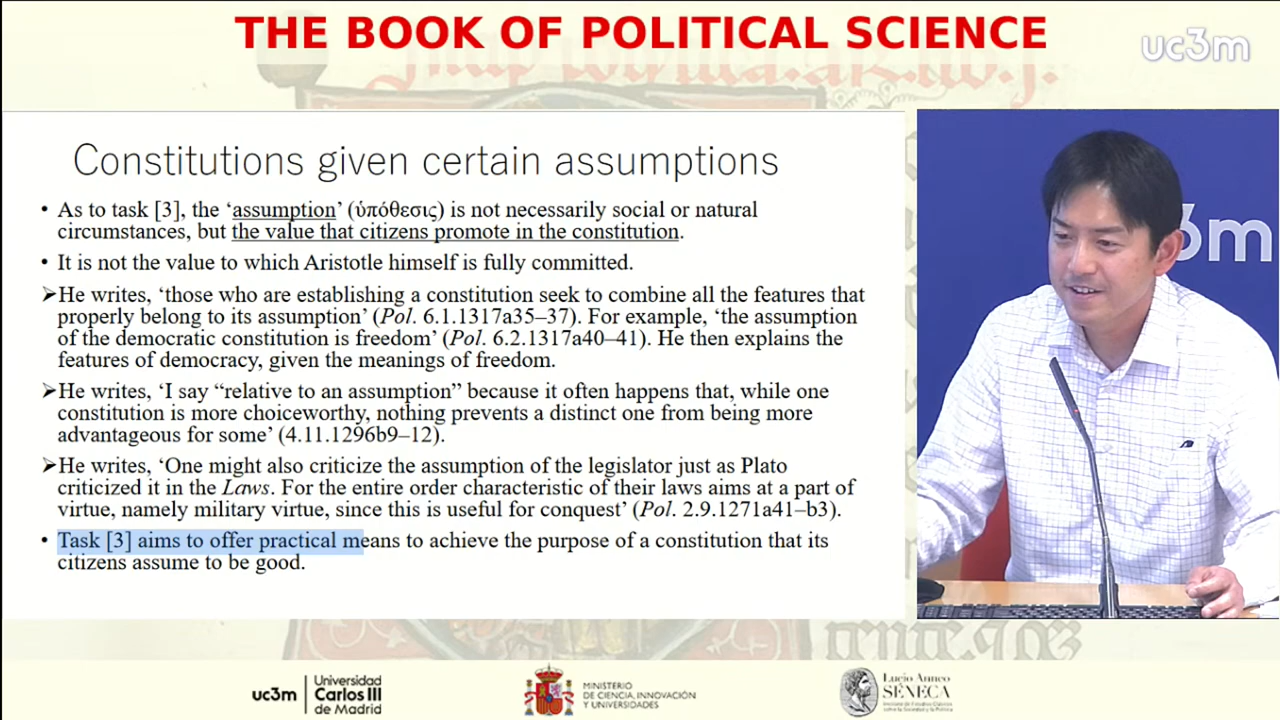 THE BOOK OF POLITICAL SCIENCE
uc3m
Constitutions given certain assumptions
• As to task [3], the ‘assumption’ (ὑπόθεσις) is not necessarily social or natural
circumstances, but the value that citizens promote in the constitution.
• It is not the value to which Aristotle himself is fully committed.
➢He writes, ‘those who are establishing a constitution seek to combine all the features that
properly belong to its assumption’ (Pol. 6.1.1317a35–37). For example, ‘the assumption
of the democratic constitution is freedom’ (Pol. 6.2.1317a40–41). He then explains the
features of democracy, given the meanings of freedom.
➢He writes, ‘I say “relative to an assumption” because it often happens that, while one
constitution is more choiceworthy, nothing prevents a distinct one from being more
advantageous for some’ (4.11.1296b9–12).
➢He writes, ‘One might also criticize the assumption of the legislator just as Plato
criticized it in the Laws. For the entire order characteristic of their laws aims at a part of
virtue, namely military virtue, since this is useful for conquest’ (Pol. 2.9.1271a41–b3).
• Task [3] aims to offer practical means to achieve the purpose of a constitution that its
citizens assume to be good.
3m
uc3m
Universidad
Carlos III
de Madrid
MINISTERIO
DE CIENCIA, INNOVACIÓN
Y UNIVERSIDADES
Lucio Anneo
SÉNECA
Instituto de Estudios Clásicos
sobre la Sociedad y la Política